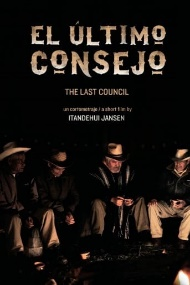 EL ÚLTIMO
CONSEJO
THE LAST COUNCIL
un cortometraje / a short film by
ITANDEHUI JANSEN